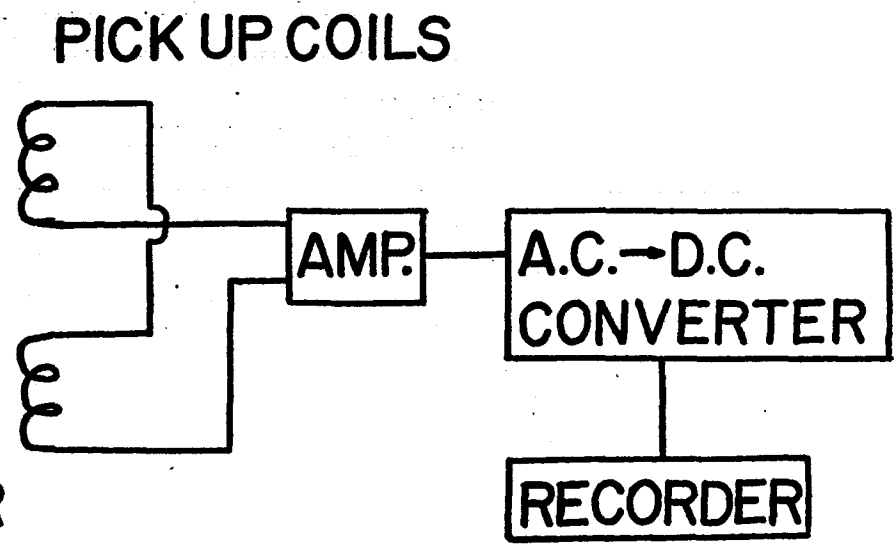 PICK UP COILS
AMP.
A.C.→D.C.
CONVERTER
R
RECORDER